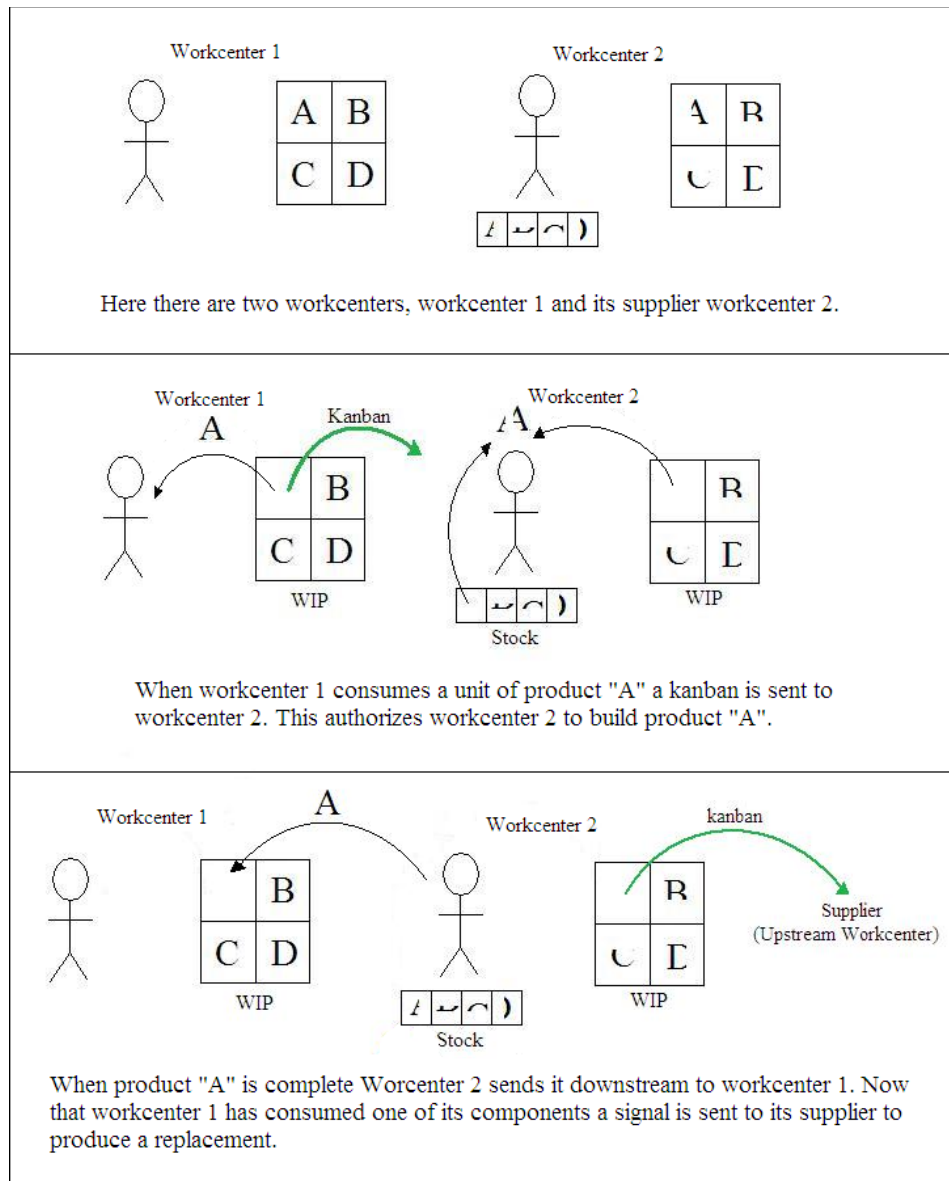 Workcenter 1
Workcenter 2
A B
C D
A B
C D
A B C D
Here there are two workcenters, workcenter 1 and its supplier workcenter 2.
Workcenter 1
Kanban
Workcenter 2
A
A
B
C D
WIP
B
C D
WIP
B C D
Stock
When workcenter 1 consumes a unit of product "A" a kanban is sent to
workcenter 2. This authorizes workcenter 2 to build product "A".
Workcenter 1
A
Workcenter 2
kanban
B
C D
WIP
B
C D
WIP
Supplier
(Upstream Workcenter)
A B C D
Stock
When product "A" is complete Worcenter 2 sends it downstream to workcenter 1. Now
that workcenter 1 has consumed one of its components a signal is sent to its supplier to
produce a replacement.